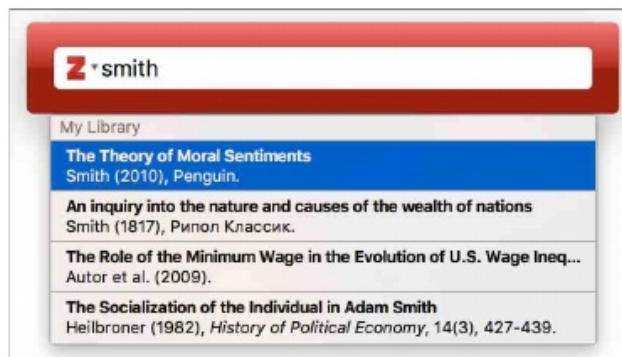 Z smith
My Library
The Theory of Moral Sentiments
Smith (2010), Penguin.
An inquiry into the nature and causes of the wealth of nations
Smith (1817), Рипол Классик.
The Role of the Minimum Wage in the Evolution of U.S. Wage Ineq...
Autor et al. (2009).
The Socialization of the Individual in Adam Smith
Heilbroner (1982), History of Political Economy, 14(3), 427-439.